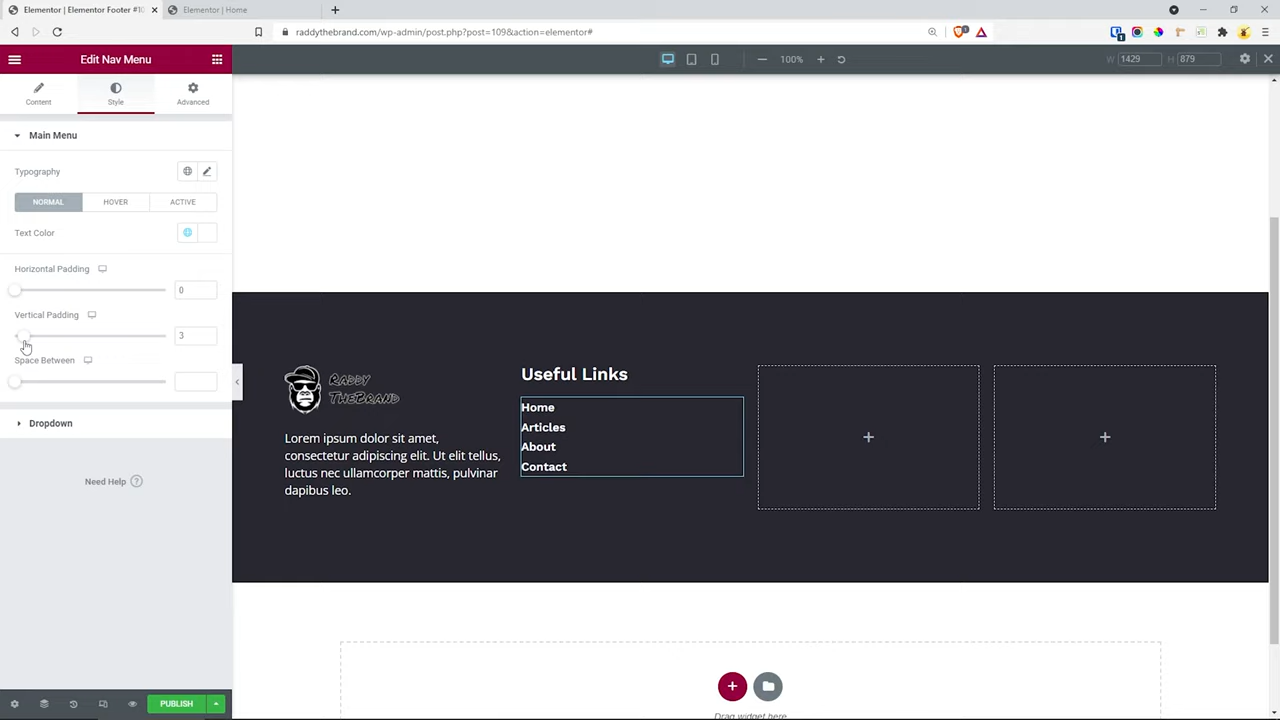 Elementor | Elementor Footer #10
Elementor | Home
raddythebrand.com/wp-admin/post.php?post=109&action=elementor#
Edit Nav Menu
100%
W 1429 H 879
Content
Style
Advanced
Main Menu
Typography
NORMAL
HOVER
ACTIVE
Text Color
Horizontal Padding
0
Vertical Padding
3
Space Between
Dropdown
Need Help ?
PUBLISH
RADDY
THEBRAND
Lorem ipsum dolor sit amet,
consectetur adipiscing elit. Ut elit tellus,
luctus nec ullamcorper mattis, pulvinar
dapibus leo.
Useful Links
Home
Articles
About
Contact
Drag widget here